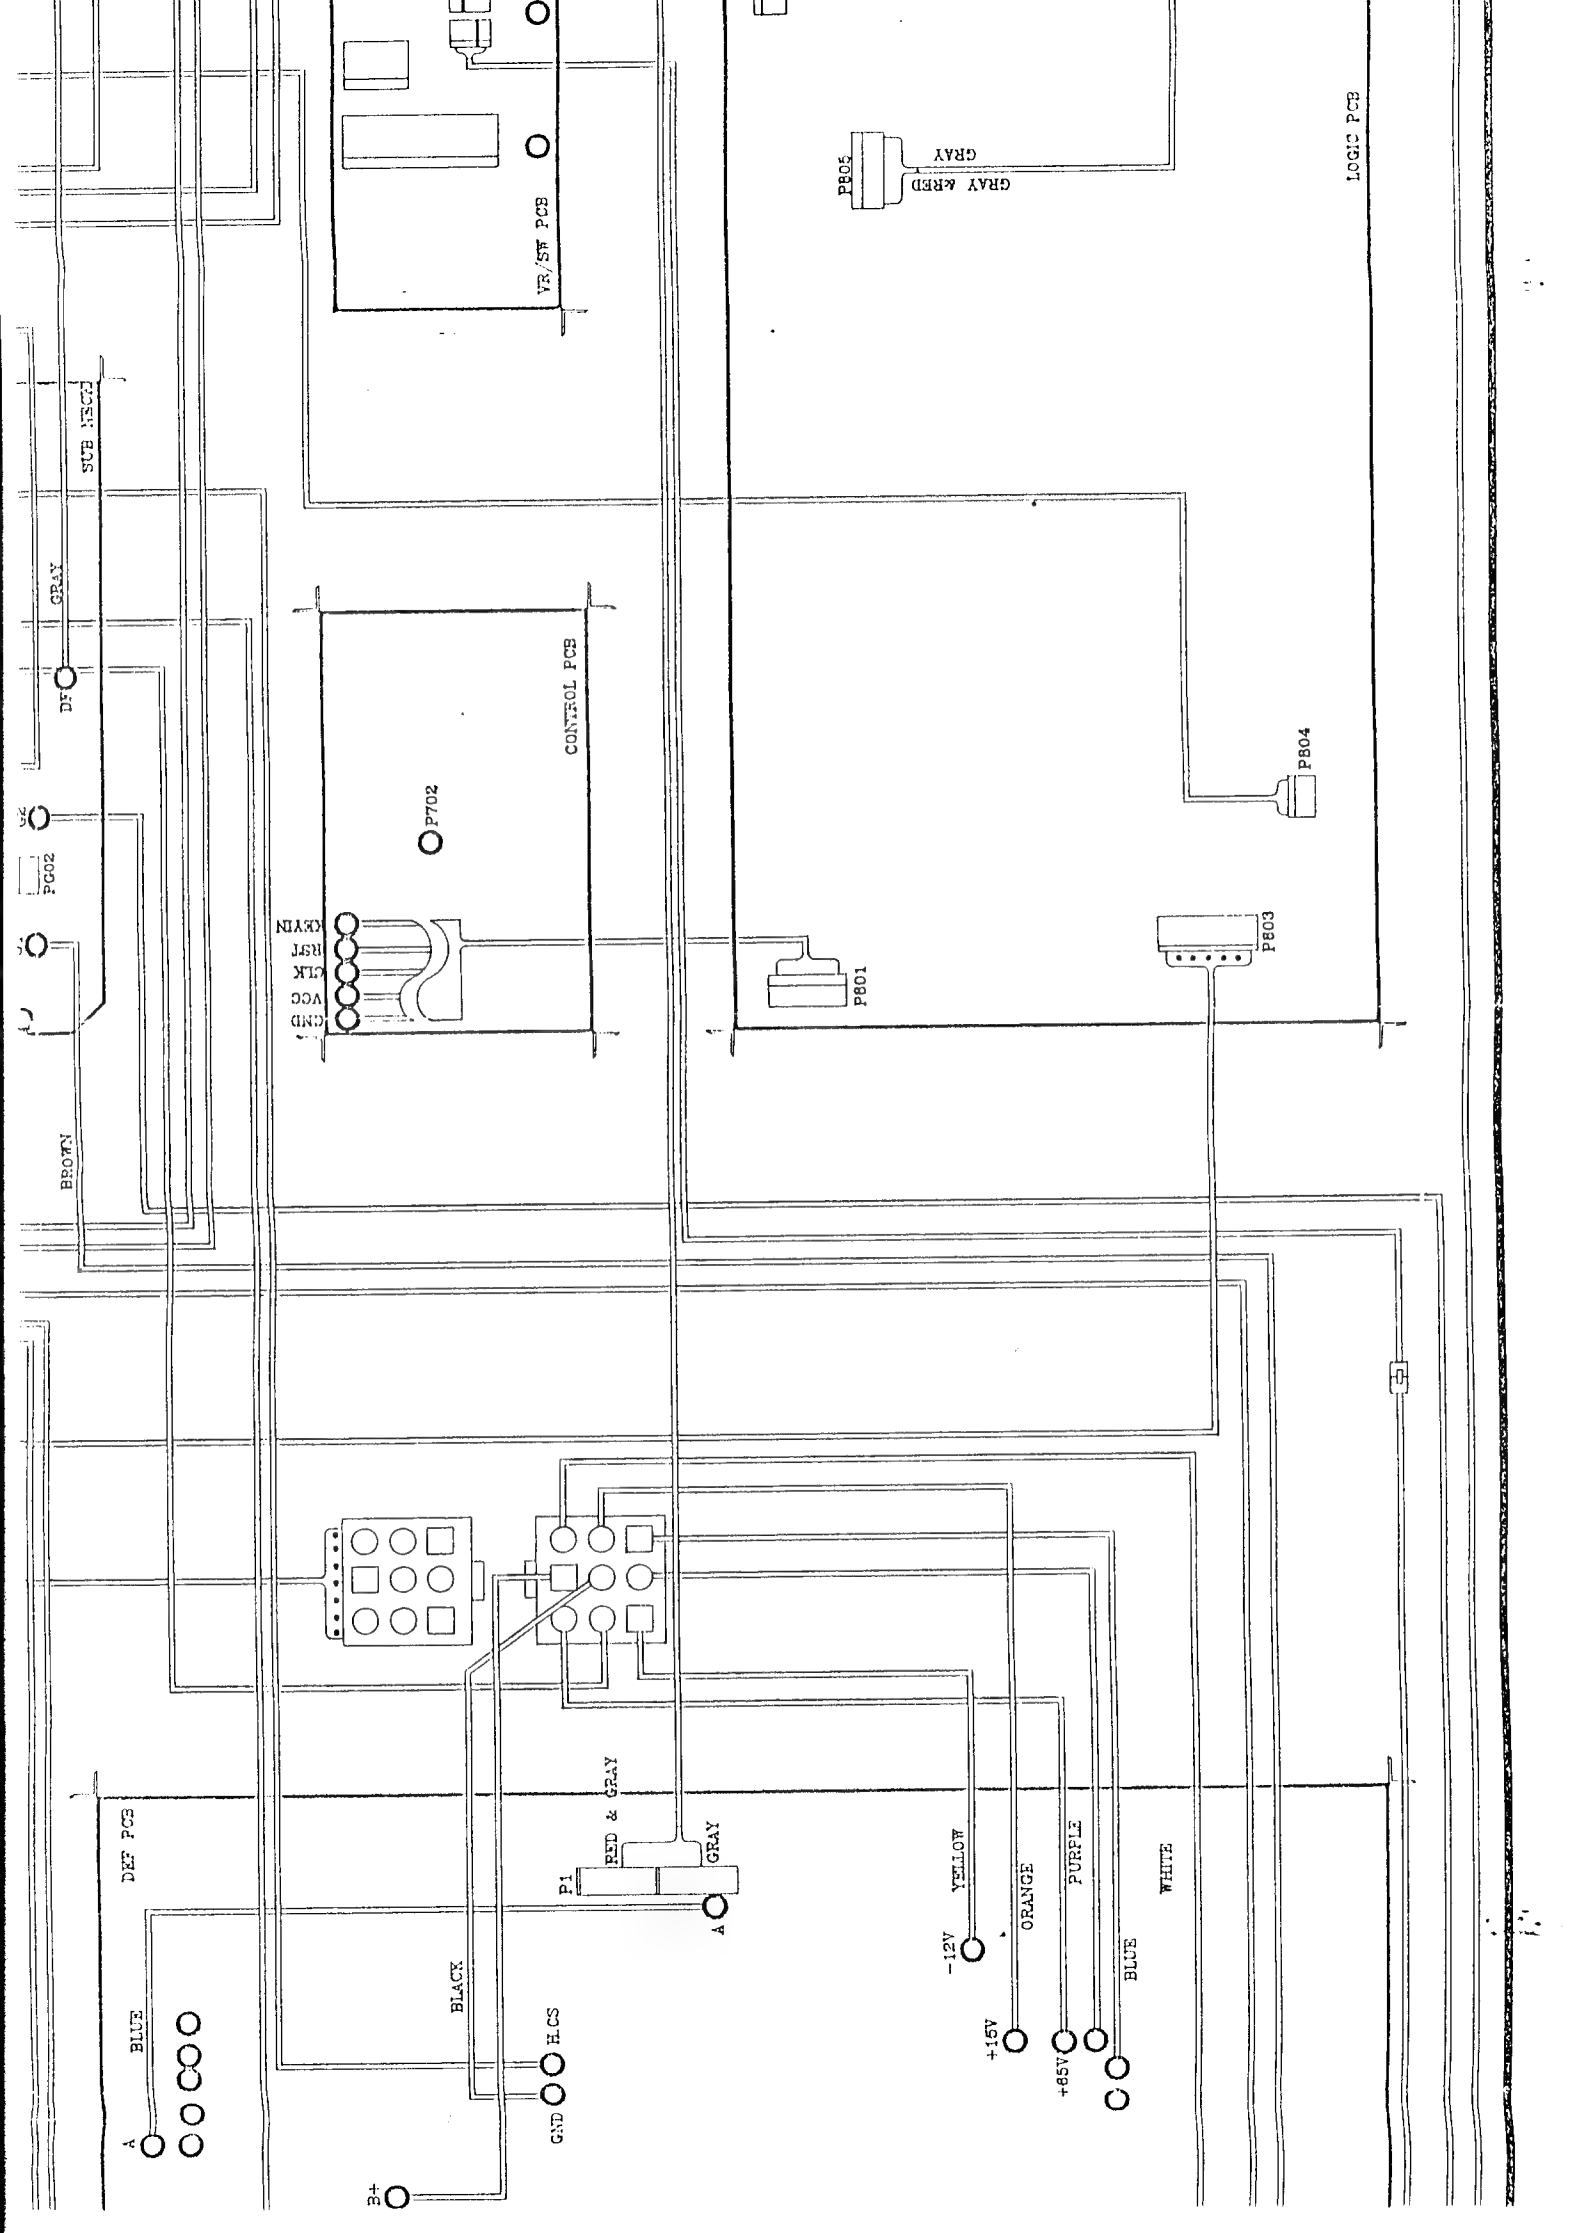 P805
GRAY
GRAY & RED
LOGIC PCB
VR/SW PCB
SUB NECK
GRAY
DF
CONTROL PCB
P702
P804
PG02
KEYIN
RST
CLK
VCC
GND
P801
P803
BROWN
DEF PCB
RED & GRAY
GRAY
P1
A
YELLOW
ORANGE
PURPLE
WHITE
-12V
BLUE
BLACK
BLUE
+15V
+85V
H.CS
GND
A
B+